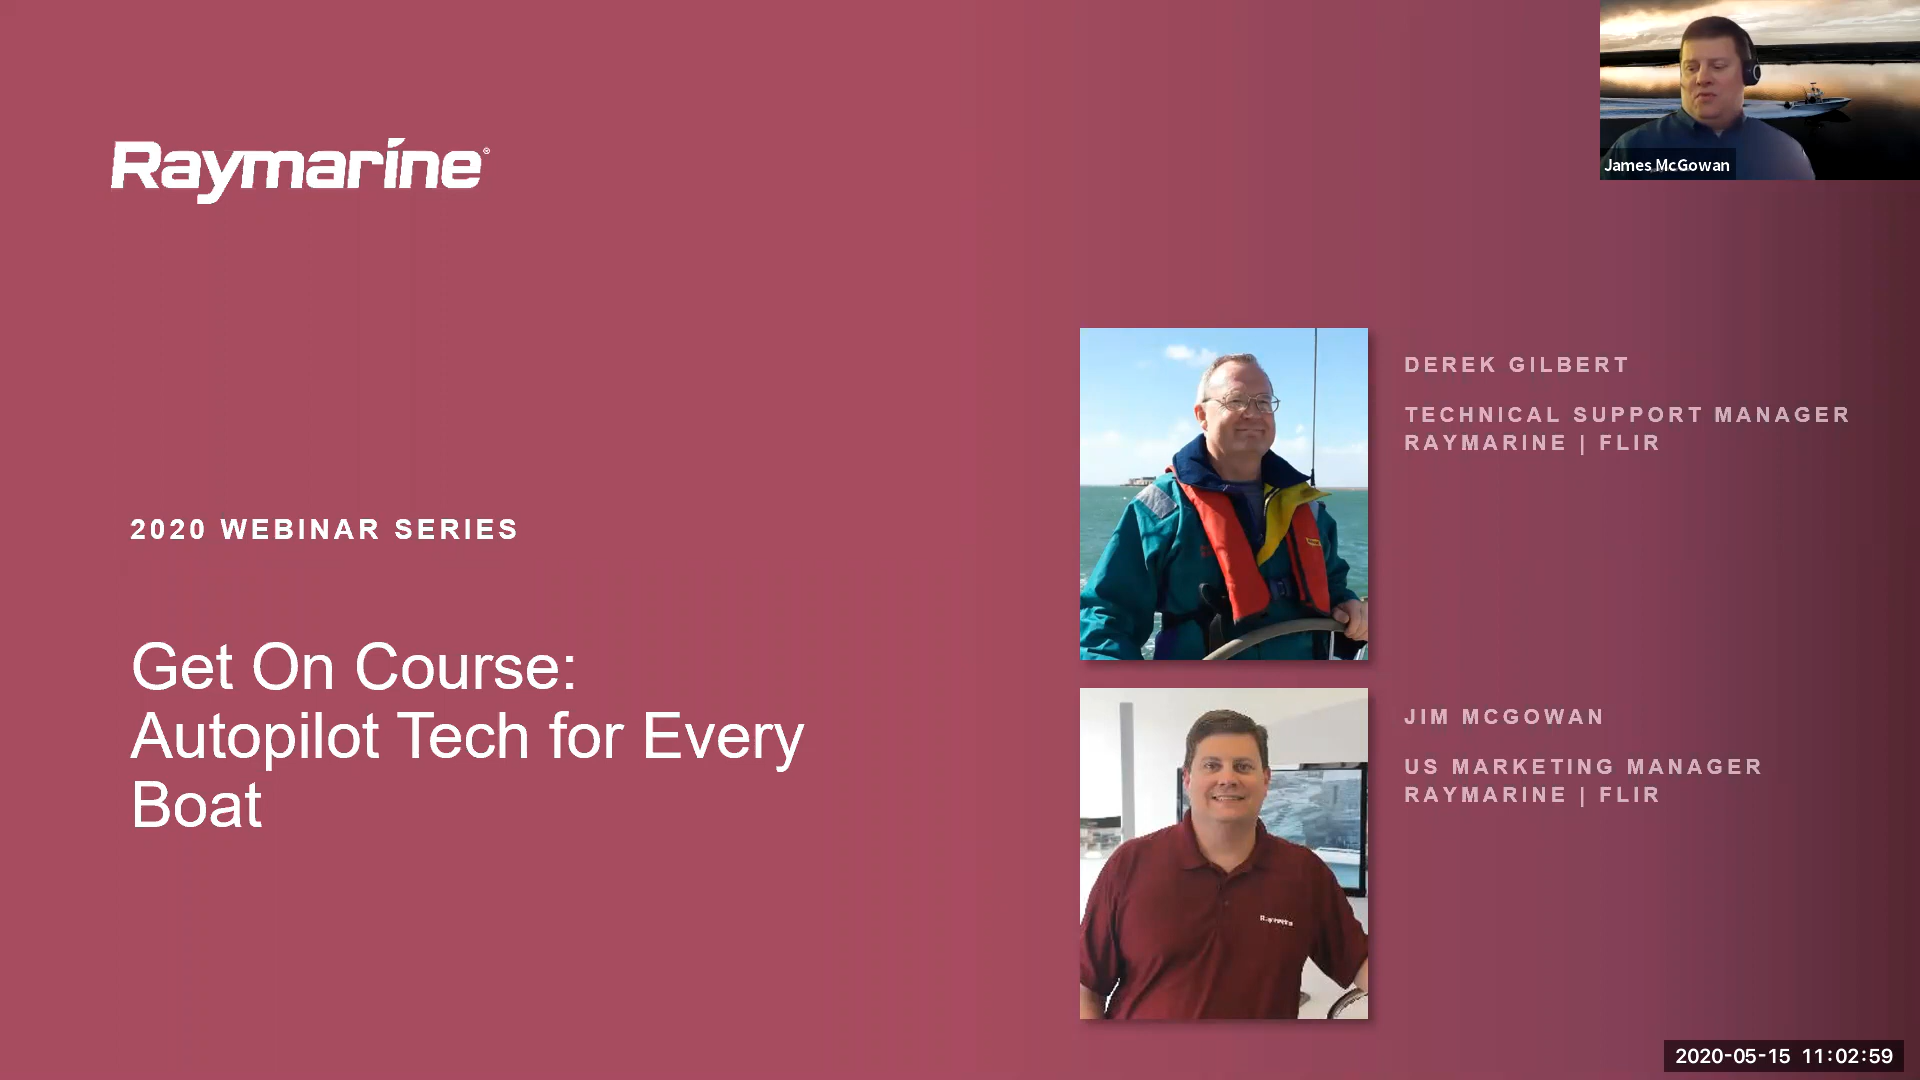 Raymarine®
James McGowan
DEREK GILBERT
TECHNICAL SUPPORT MANAGER
RAYMARINE | FLIR
2020 WEBINAR SERIES
Get On Course:
Autopilot Tech for Every
Boat
JIM MCGOWAN
US MARKETING MANAGER
RAYMARINE | FLIR
Raymarine
2020-05-15 11:02:59